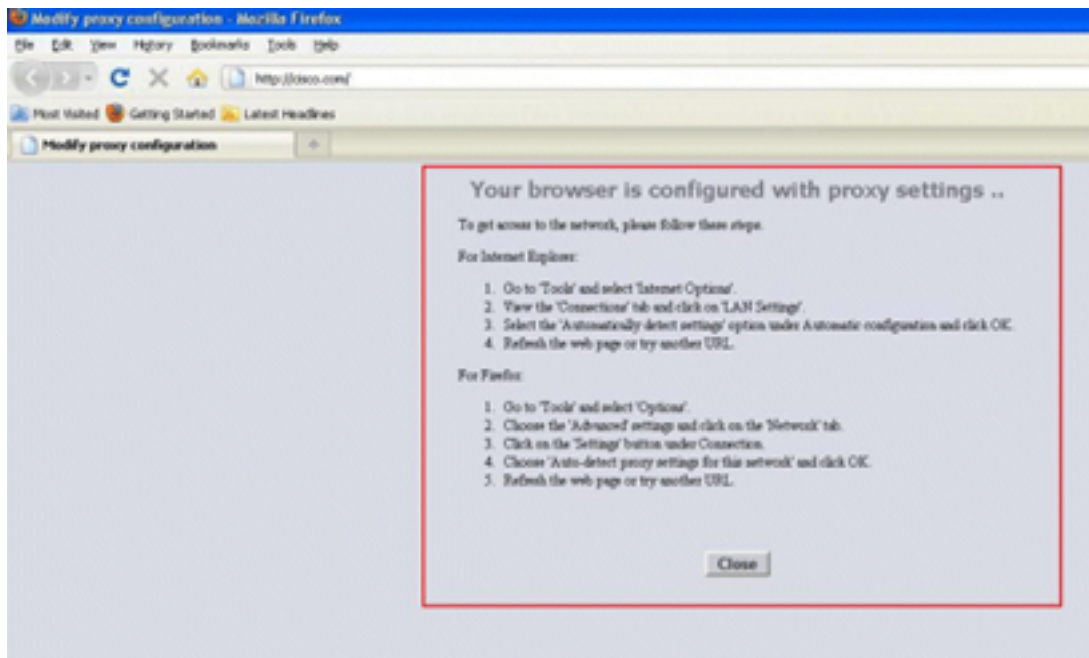 Modify proxy configuration - Mozilla Firefox
File Edit View History Bookmarks Tools Help
http://cisco.com/
Most Visited Getting Started Latest Headlines
Modify proxy configuration
Your browser is configured with proxy settings ..
To get access to the network, please follow these steps.
For Internet Explorer:
1. Go to 'Tools' and select 'Internet Options'.
2. View the 'Connections' tab and click on 'LAN Settings'.
3. Select the 'Automatically detect settings' option under Automatic configuration and click OK.
4. Refresh the web page or try another URL.
For Firefox:
1. Go to 'Tools' and select 'Options'.
2. Choose the 'Advanced' settings and click on the 'Network' tab.
3. Click on the 'Settings' button under Connection.
4. Choose 'Auto-detect proxy settings for this network' and click OK.
5. Refresh the web page or try another URL.
Close